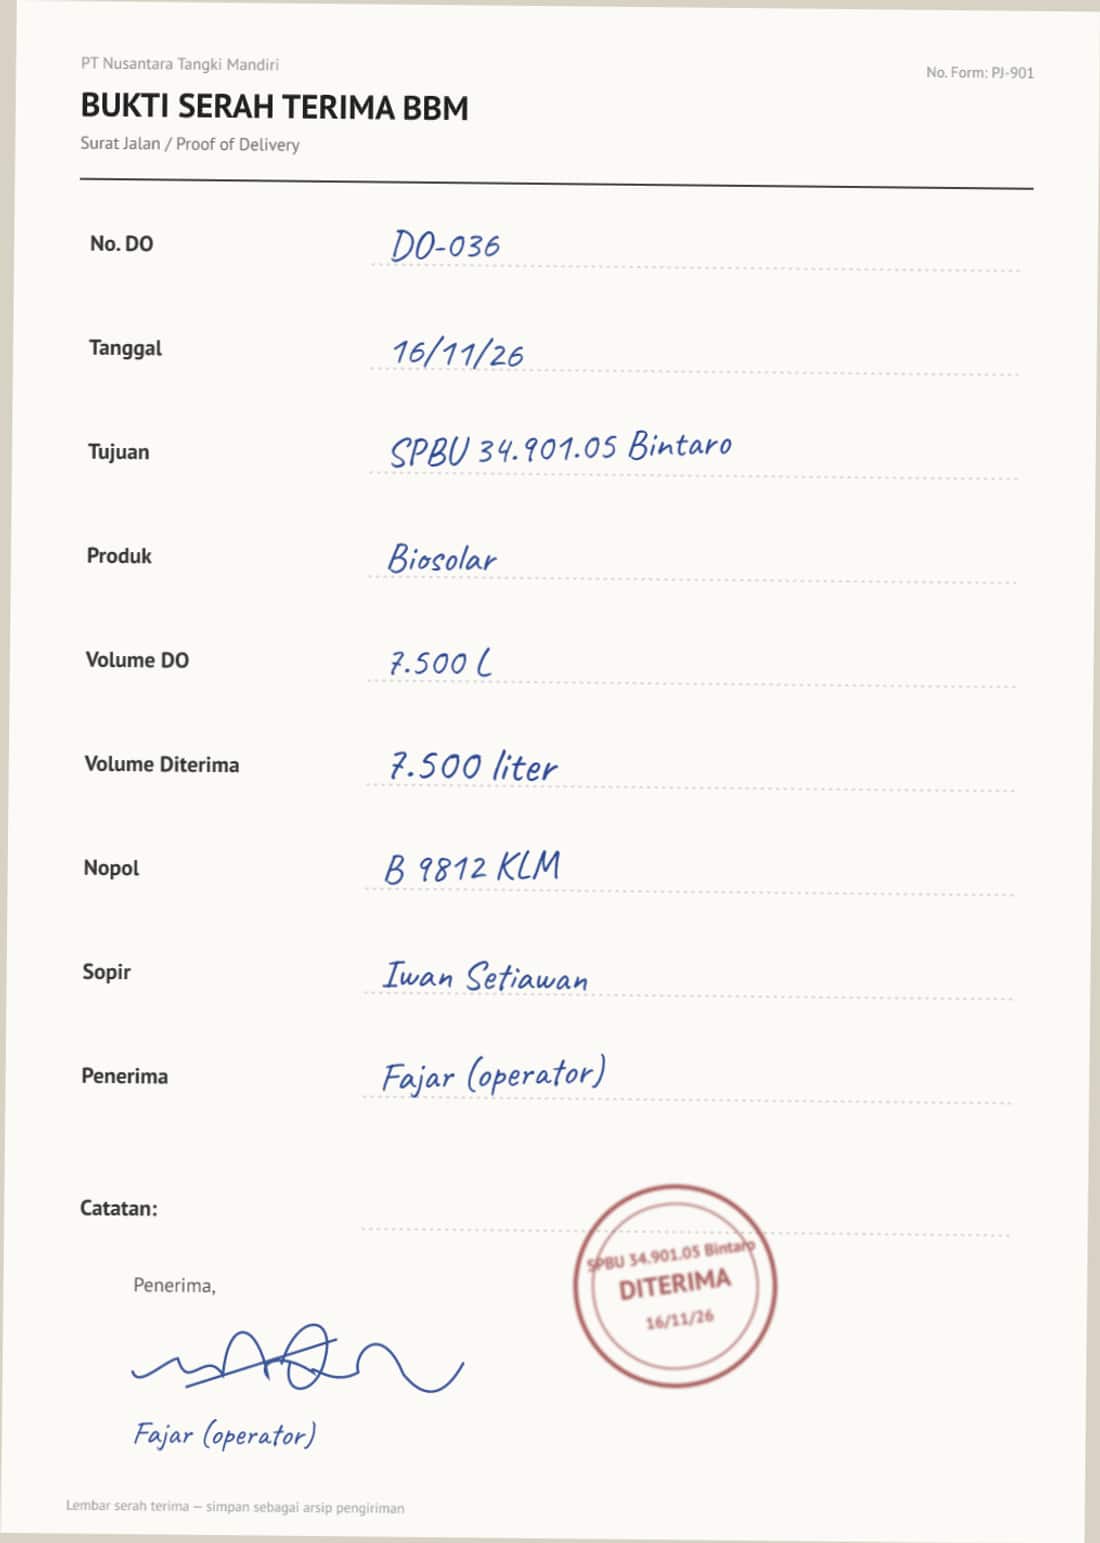 PT Nusantara Tangki Mandiri
No. Form: PJ-901
BUKTI SERAH TERIMA BBM
Surat Jalan / Proof of Delivery
No. DO DO-036
Tanggal 16/11/26
Tujuan SPBU 34.901.05 Bintaro
Produk Biosolar
Volume DO 7.500 L
Volume Diterima 7.500 liter
Nopol B 9812 KLM
Sopir Iwan Setiawan
Penerima Fajar (operator)
Catatan:
SPBU 34.901.05 Bintaro
DITERIMA
16/11/26
Penerima,
Fajar (operator)
Lembar serah terima — simpan sebagai arsip pengiriman